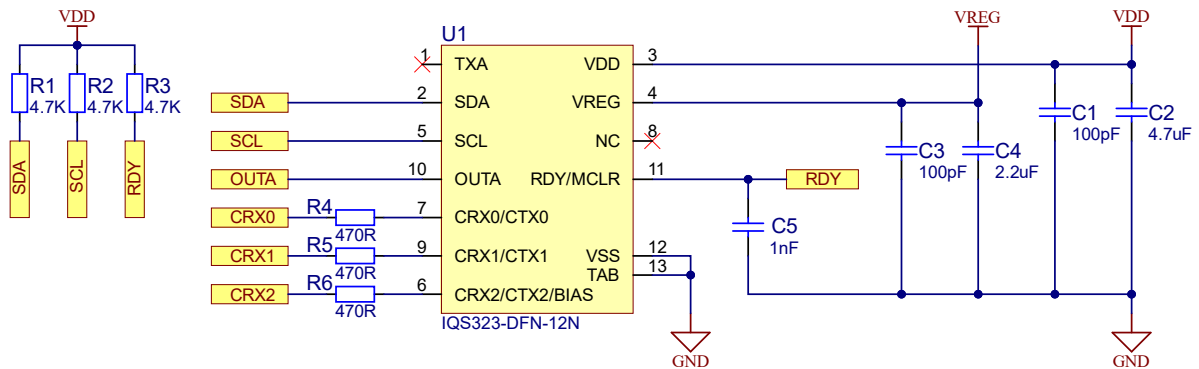 VDD
R1
4.7K
R2
4.7K
R3
4.7K
SDA
SCL
RDY
U1
1
TXA
2
SDA
SDA
5
SCL
SCL
10
OUTA
OUTA
CRX0
R4
470R
7
CRX0/CTX0
CRX1
R5
470R
9
CRX1/CTX1
CRX2
R6
470R
6
CRX2/CTX2/BIAS
VDD
3
VREG
4
NC
8
RDY/MCLR
11
RDY
VSS
12
TAB
13
IQS323-DFN-12N
GND
VREG
VDD
C1
100pF
C2
4.7uF
C3
100pF
C4
2.2uF
C5
1nF
GND